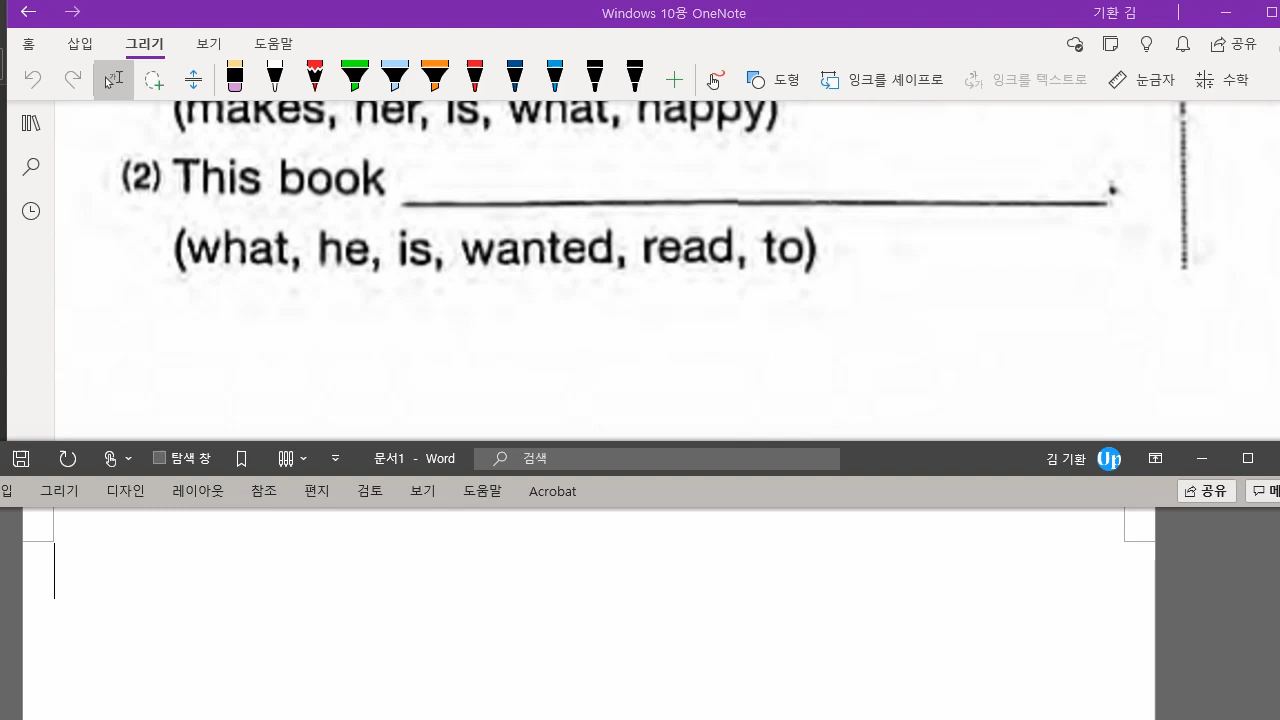 Windows 10용 OneNote 기환 김
홈 삽입 그리기 보기 도움말 공유
도형 잉크를 셰이프로 잉크를 텍스트로 눈금자 수학
(makes, her, is, what, happy)
(2) This book .
(what, he, is, wanted, read, to)
탐색 창 문서1 - Word 검색 김 기환 Up
입 그리기 디자인 레이아웃 참조 편지 검토 보기 도움말 Acrobat 공유 메